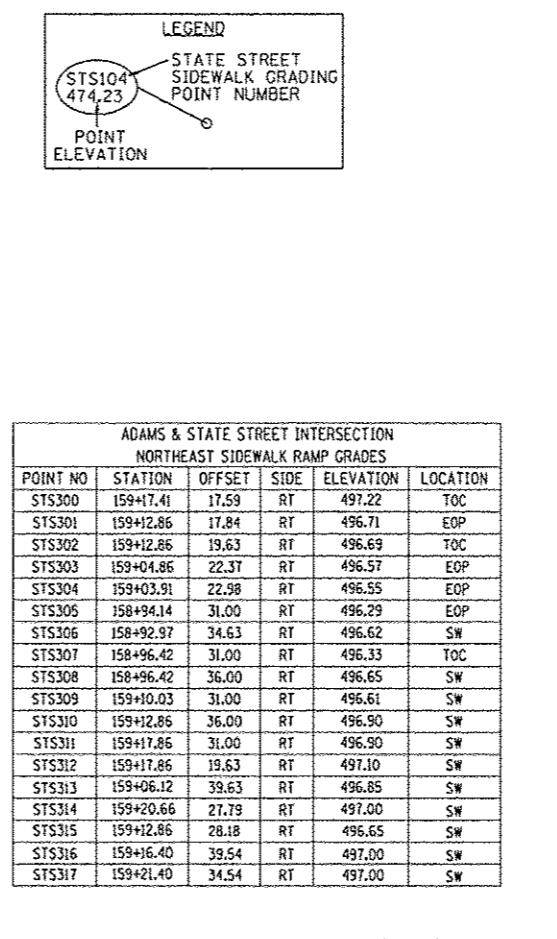 LEGEND
STS104
474.23
STATE STREET
SIDEWALK GRADING
POINT NUMBER
POINT
ELEVATION
ADAMS & STATE STREET INTERSECTION
NORTHEAST SIDEWALK RAMP GRADES
POINT NO STATION OFFSET SIDE ELEVATION LOCATION
STS300 159+17.41 17.59 RT 497.22 TOC
STS301 159+12.86 17.84 RT 496.71 EOP
STS302 159+12.86 19.63 RT 496.69 TOC
STS303 159+04.86 22.37 RT 496.57 EOP
STS304 159+03.91 22.98 RT 496.55 EOP
STS305 158+94.14 31.00 RT 496.29 EOP
STS306 158+92.97 34.63 RT 496.62 SW
STS307 158+96.42 31.00 RT 496.33 TOC
STS308 158+96.42 36.00 RT 496.65 SW
STS309 159+10.03 31.00 RT 496.61 SW
STS310 159+12.86 36.00 RT 496.90 SW
STS311 159+17.86 31.00 RT 496.90 SW
STS312 159+17.86 19.63 RT 497.10 SW
STS313 159+06.12 39.63 RT 496.85 SW
STS314 159+20.66 27.79 RT 497.00 SW
STS315 159+12.86 28.18 RT 496.65 SW
STS316 159+16.40 39.54 RT 497.00 SW
STS317 159+21.40 34.54 RT 497.00 SW